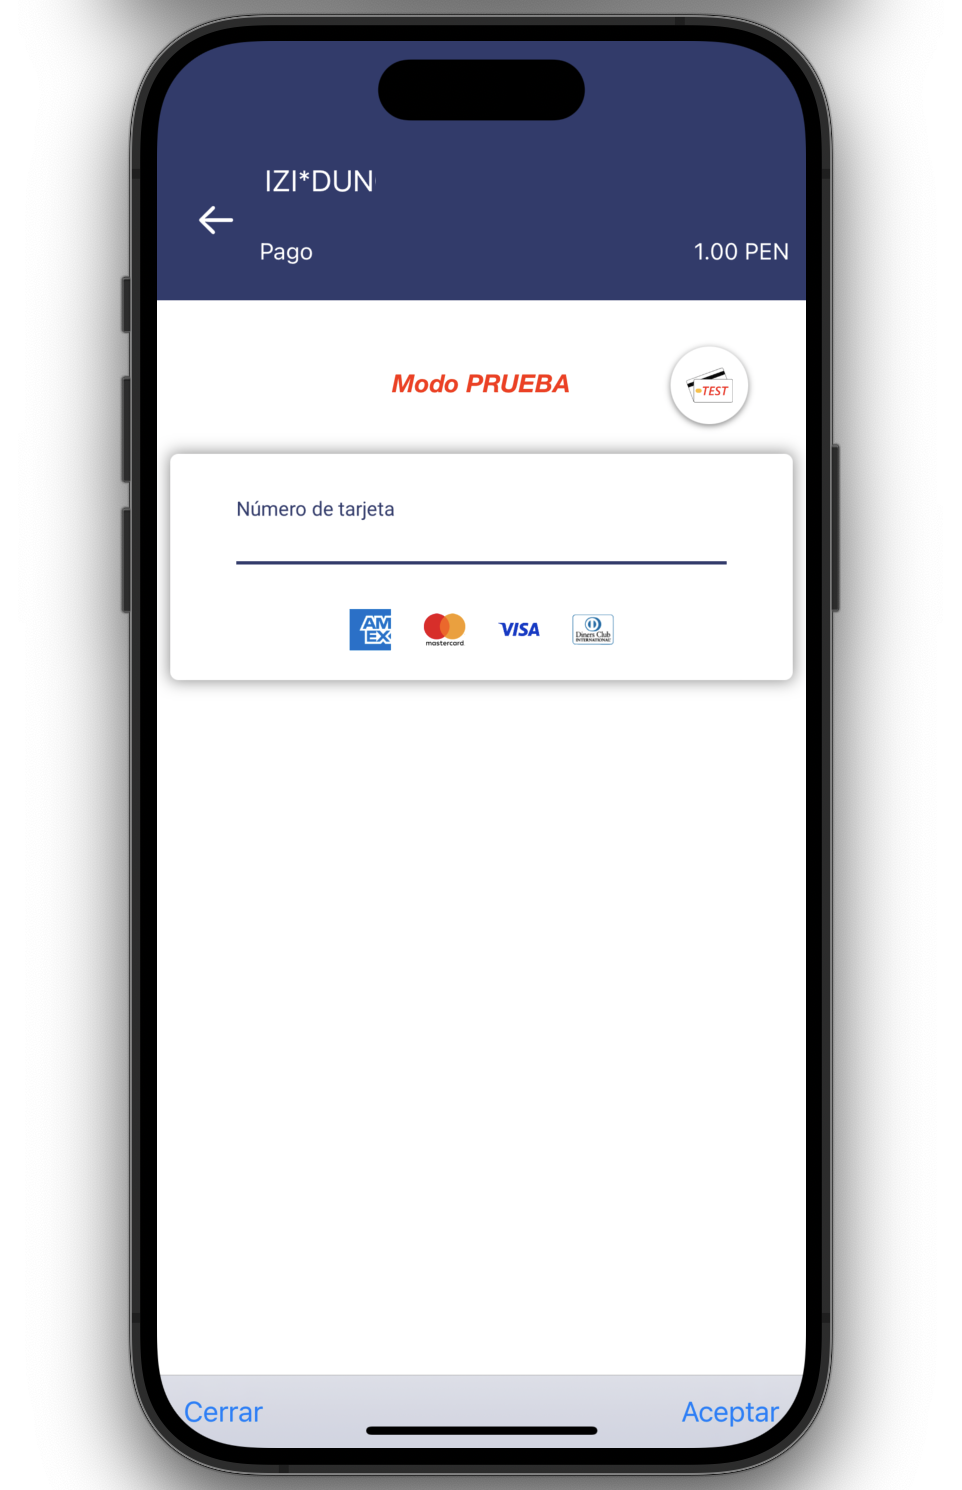 IZI*DUN
Pago
1.00 PEN
Modo PRUEBA
TEST
Número de tarjeta
AM
EX
mastercard
VISA
Diners Club
INTERNATIONAL
Cerrar
Aceptar